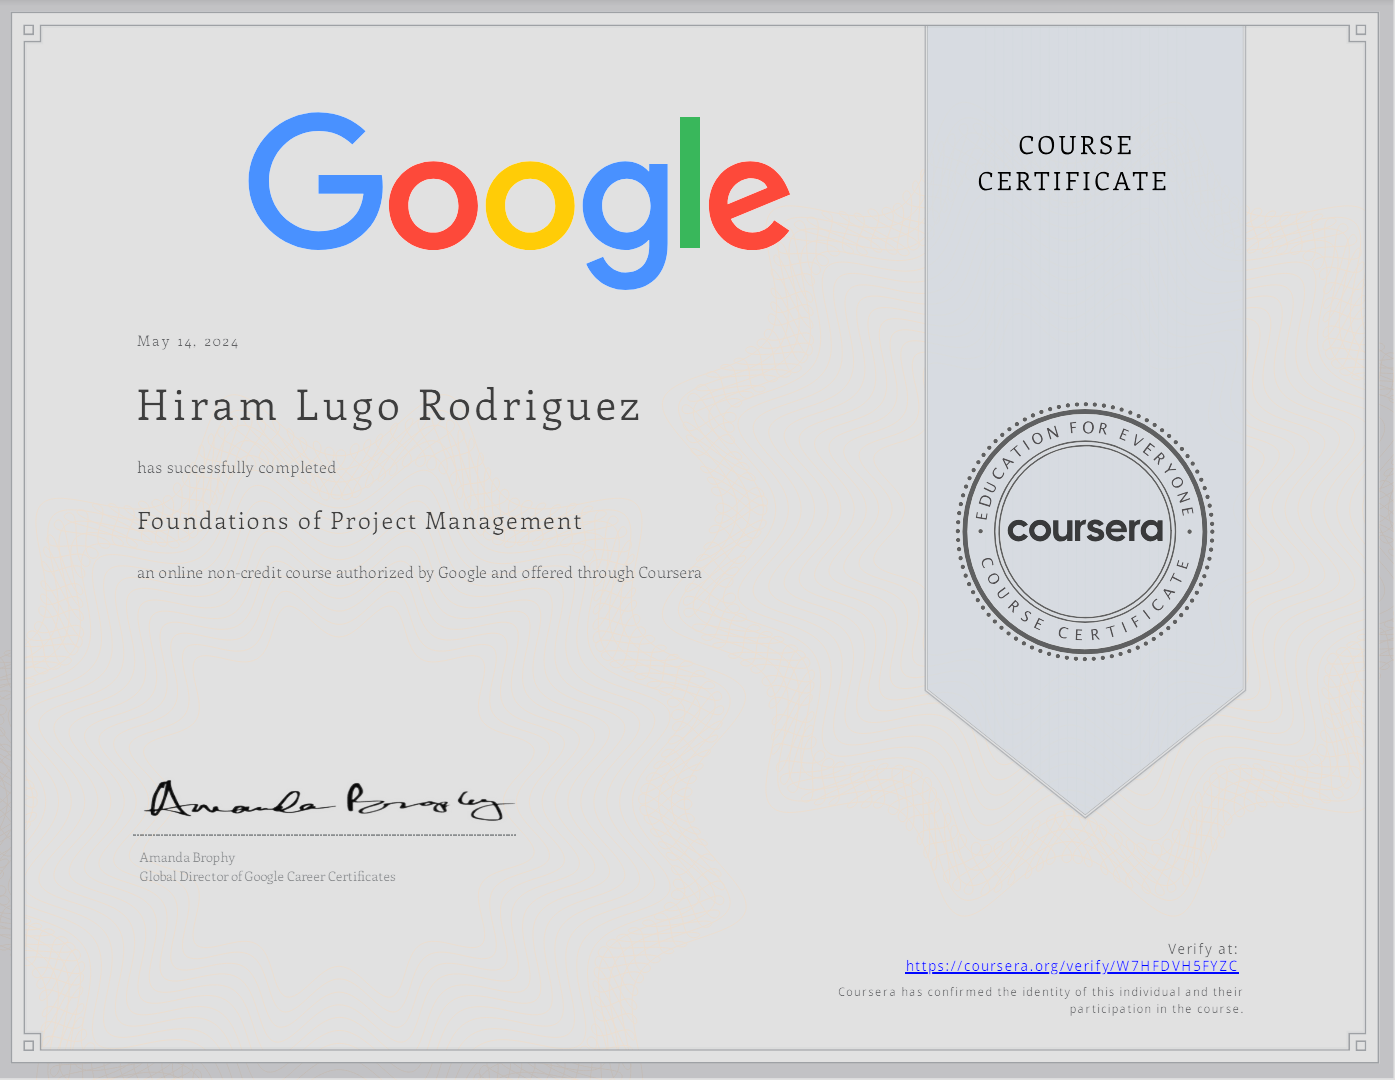 Google
COURSE
CERTIFICATE
May 14, 2024
Hiram Lugo Rodriguez
has successfully completed
Foundations of Project Management
an online non-credit course authorized by Google and offered through Coursera
EDUCATION FOR EVERYONE
coursera
COURSE CERTIFICATE
Amanda Brophy
Amanda Brophy
Global Director of Google Career Certificates
Verify at:
https://coursera.org/verify/W7HFDVH5FYZC
Coursera has confirmed the identity of this individual and their
participation in the course.